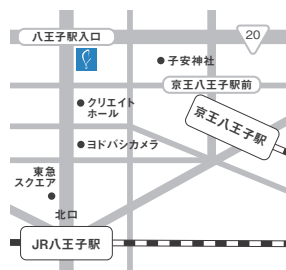 八王子駅入口
20
子安神社
京王八王子駅前
クリエイト
ホール
京王八王子駅
ヨドバシカメラ
東急
スクエア
北口
JR八王子駅